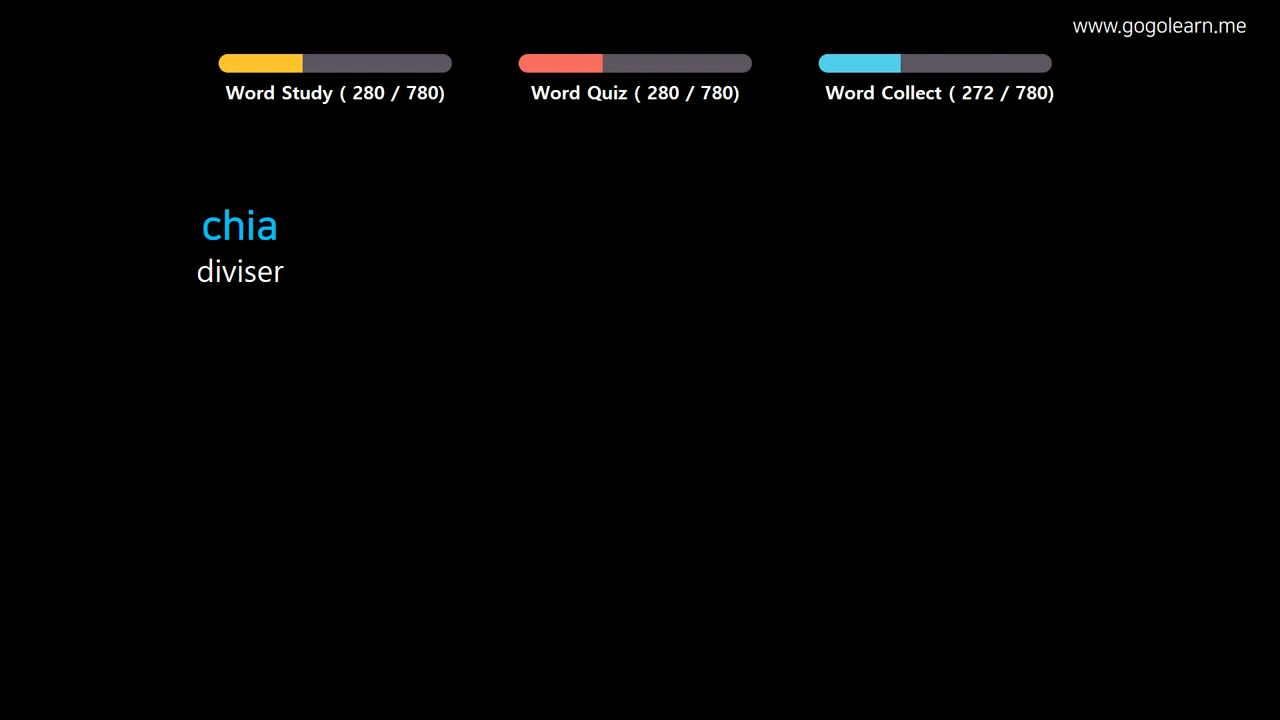 www.gogolearn.me
Word Study ( 280 / 780)
Word Quiz ( 280 / 780)
Word Collect ( 272 / 780)
chia
diviser